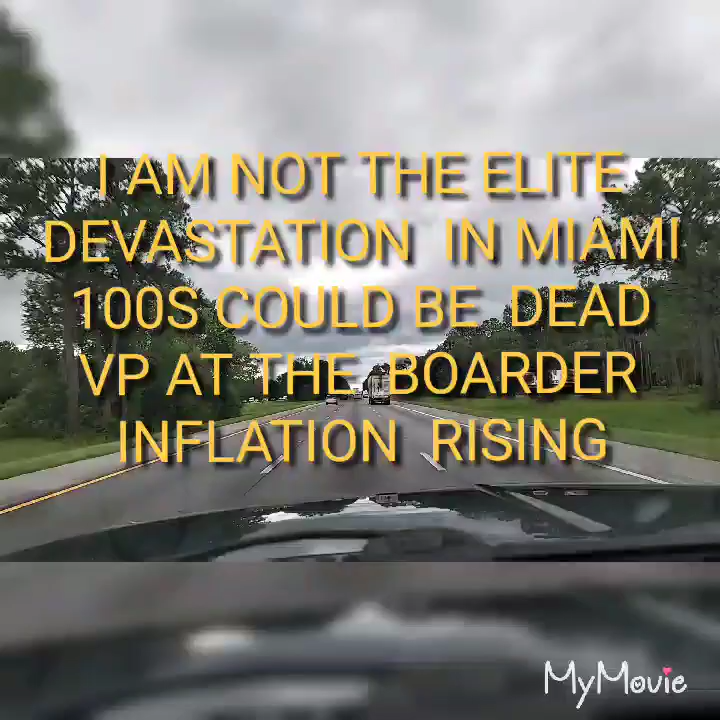 I AM NOT THE ELITE
DEVASTATION IN MIAMI
100S COULD BE DEAD
VP AT THE BOARDER
INFLATION RISING
MyMovie